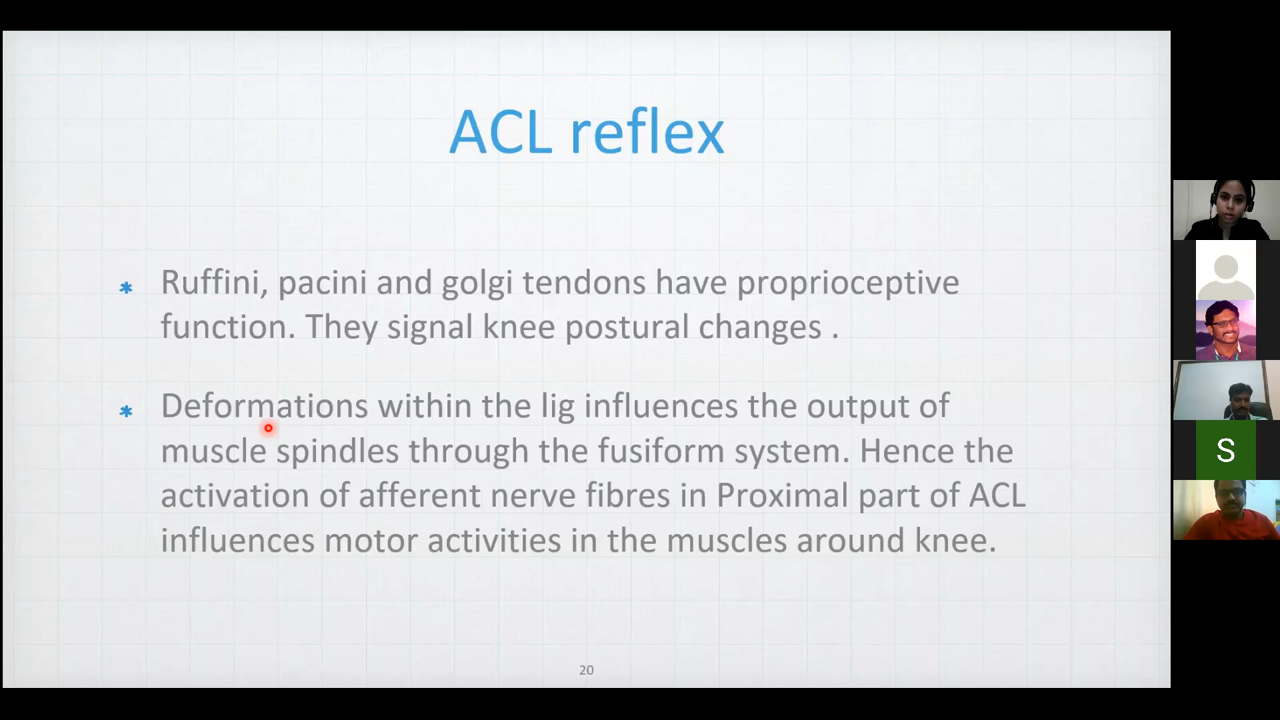 ACL reflex
* Ruffini, pacini and golgi tendons have proprioceptive
function. They signal knee postural changes .
* Deformations within the lig influences the output of
muscle spindles through the fusiform system. Hence the
activation of afferent nerve fibres in Proximal part of ACL
influences motor activities in the muscles around knee.
20
S